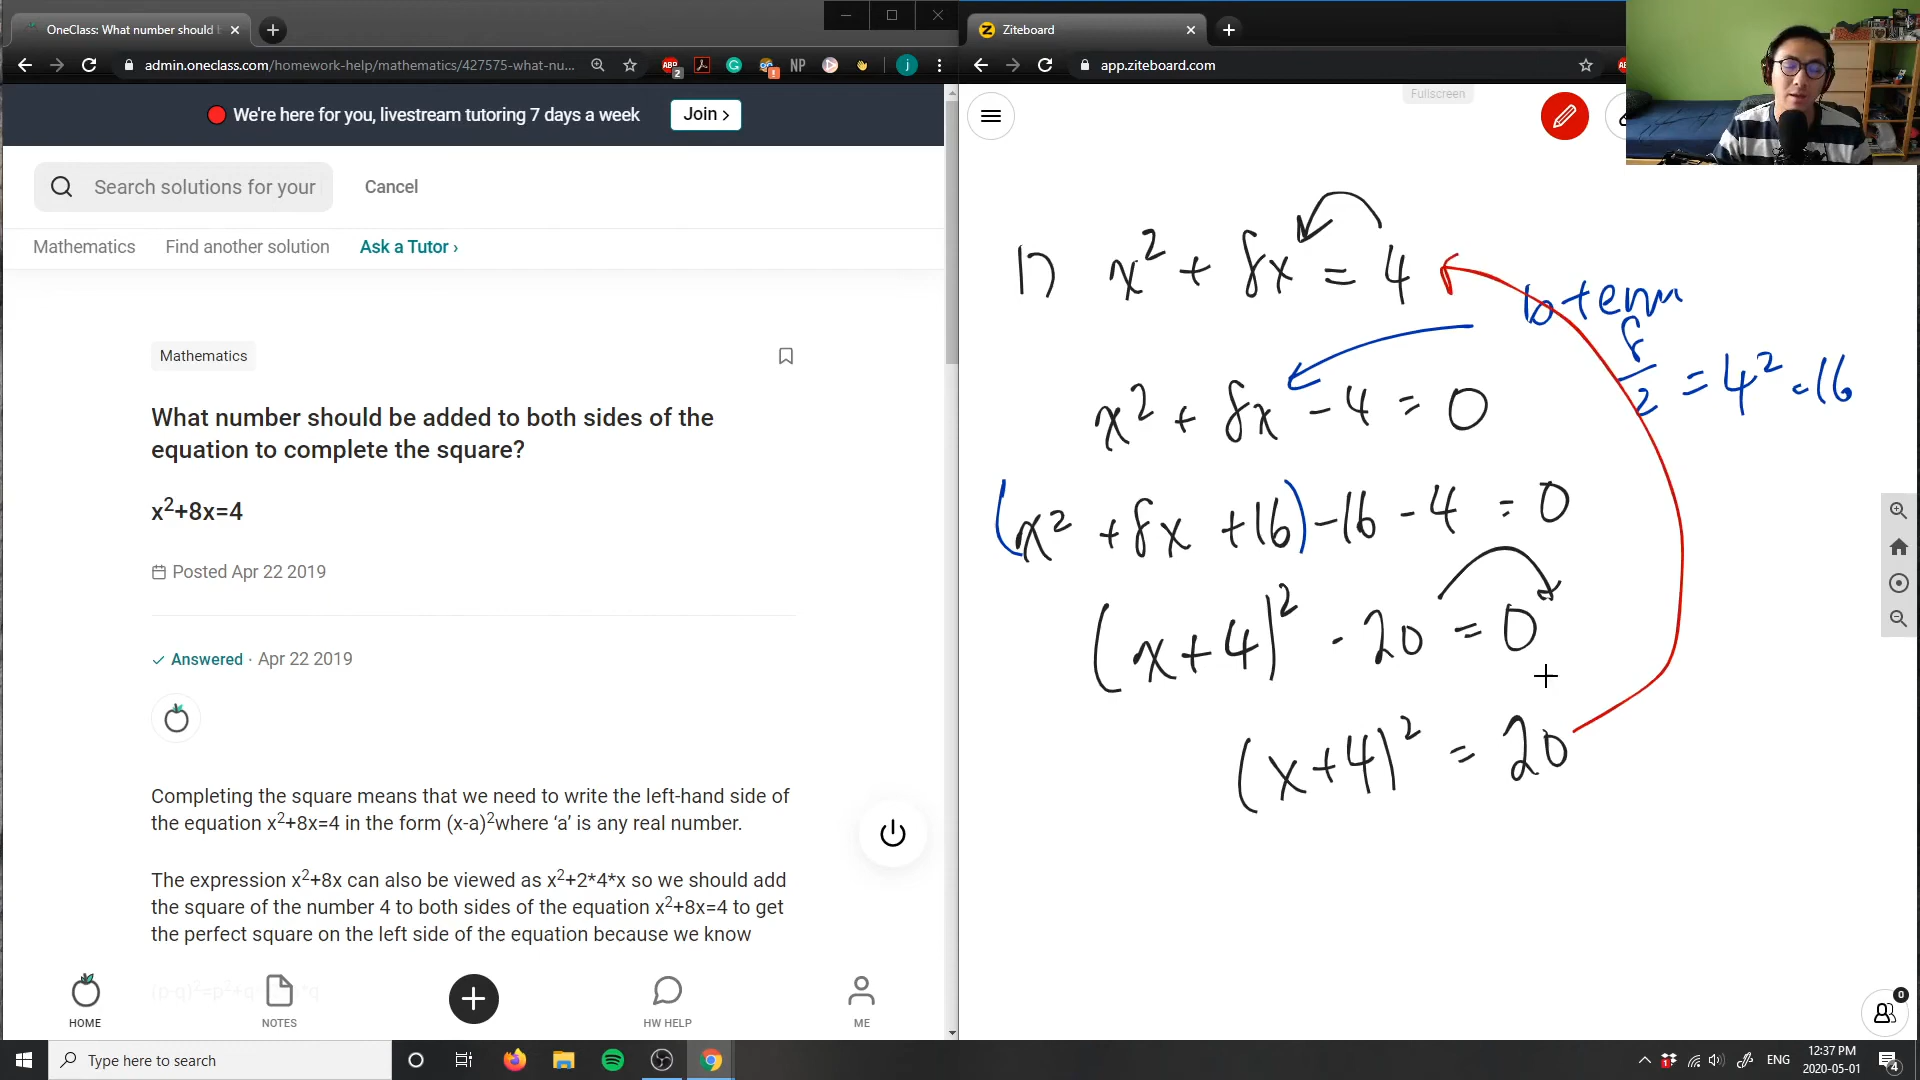 OneClass: What number should
admin.oneclass.com/homework-help/mathematics/427575-what-nu...
We're here for you, livestream tutoring 7 days a week
Join ›
Search solutions for your
Cancel
Mathematics
Find another solution
Ask a Tutor ›
Mathematics
What number should be added to both sides of the
equation to complete the square?
x²+8x=4
Posted Apr 22 2019
Answered · Apr 22 2019
Completing the square means that we need to write the left-hand side of
the equation x²+8x=4 in the form (x-a)²where ‘a’ is any real number.
The expression x²+8x can also be viewed as x²+2*4*x so we should add
the square of the number 4 to both sides of the equation x²+8x=4 to get
the perfect square on the left side of the equation because we know
HOME
NOTES
HW HELP
ME
Ziteboard
app.ziteboard.com
Fullscreen
1) x² + 8x = 4
b term
8/2 = 4² = 16
x² + 8x - 4 = 0
(x² + 8x + 16) - 16 - 4 = 0
(x+4)² - 20 = 0
(x+4)² = 20
0
Type here to search
ENG
12:37 PM
2020-05-01
4